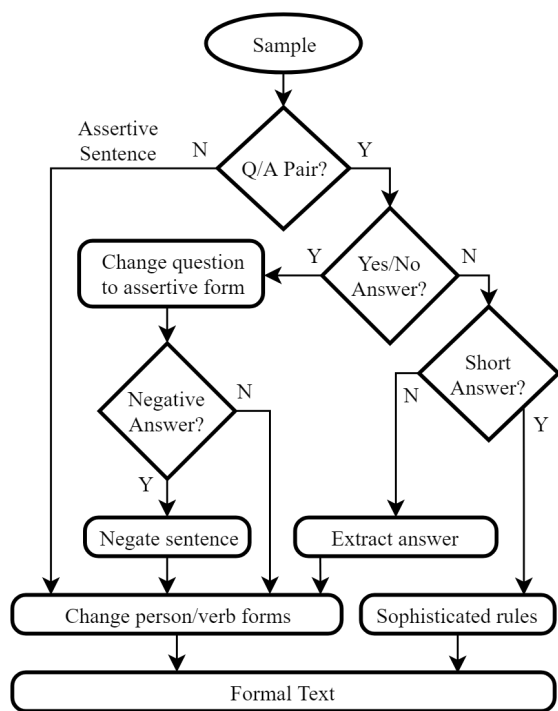 Sample
Assertive
Sentence
N
Q/A Pair?
Y
Change question
to assertive form
Y
Yes/No
Answer?
N
Short
Answer?
Negative
Answer?
N
N
Y
Y
Negate sentence
Extract answer
Change person/verb forms
Sophisticated rules
Formal Text